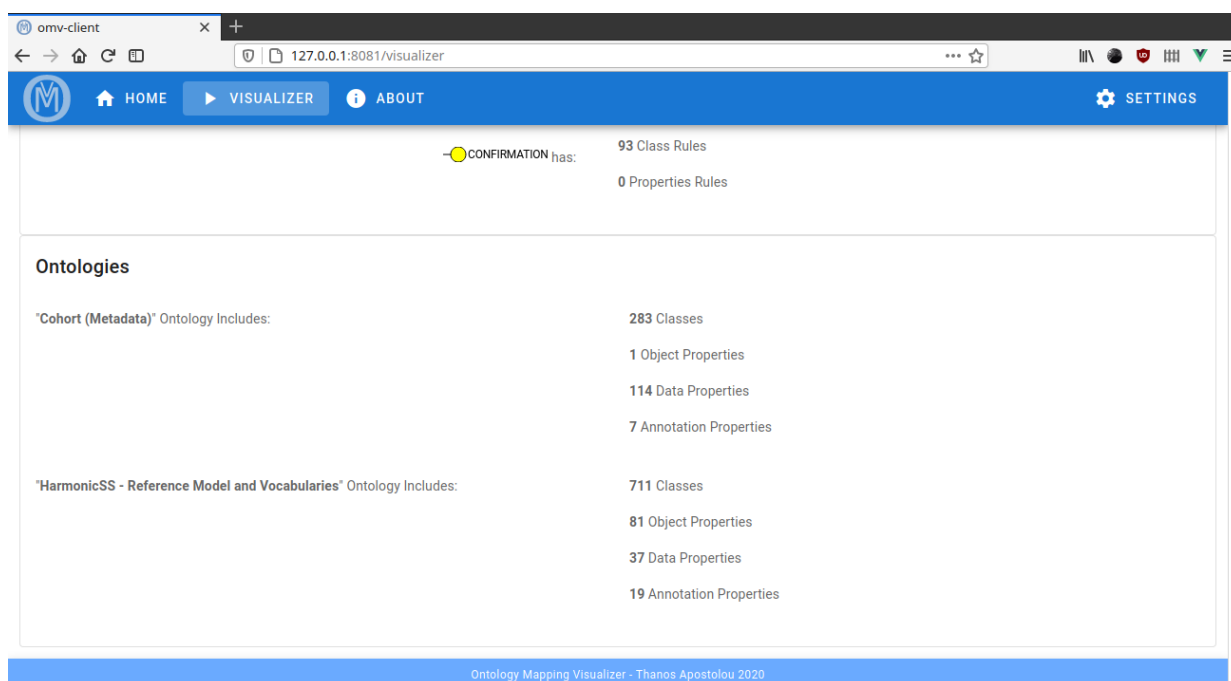 omv-client
127.0.0.1:8081/visualizer
HOME
VISUALIZER
ABOUT
SETTINGS
CONFIRMATION has:
93 Class Rules
0 Properties Rules
Ontologies
"Cohort (Metadata)" Ontology Includes:
283 Classes
1 Object Properties
114 Data Properties
7 Annotation Properties
"HarmonicSS - Reference Model and Vocabularies" Ontology Includes:
711 Classes
81 Object Properties
37 Data Properties
19 Annotation Properties
Ontology Mapping Visualizer - Thanos Apostolou 2020